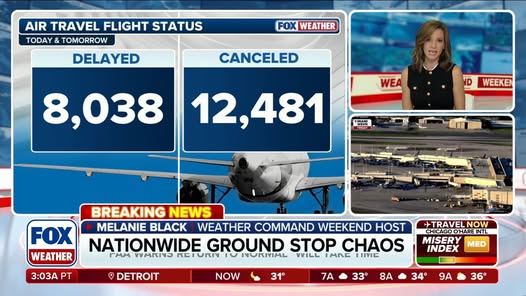 AIR TRAVEL FLIGHT STATUS
FOX WEATHER
TODAY & TOMORROW
DELAYED
CANCELED
8,038
12,481
WEEKEND
BREAKING NEWS
MELANIE BLACK WEATHER COMMAND WEEKEND HOST
NATIONWIDE GROUND STOP CHAOS
FAA WARNS RETURN TO NORMAL WILL TAKE TIME
TRAVEL NOW
CHICAGO O'HARE INTL
MISERY INDEX MED
FOX
WEATHER
3:03A PT
DETROIT NOW 31° 7A 33° 8A 34° 9A 36°